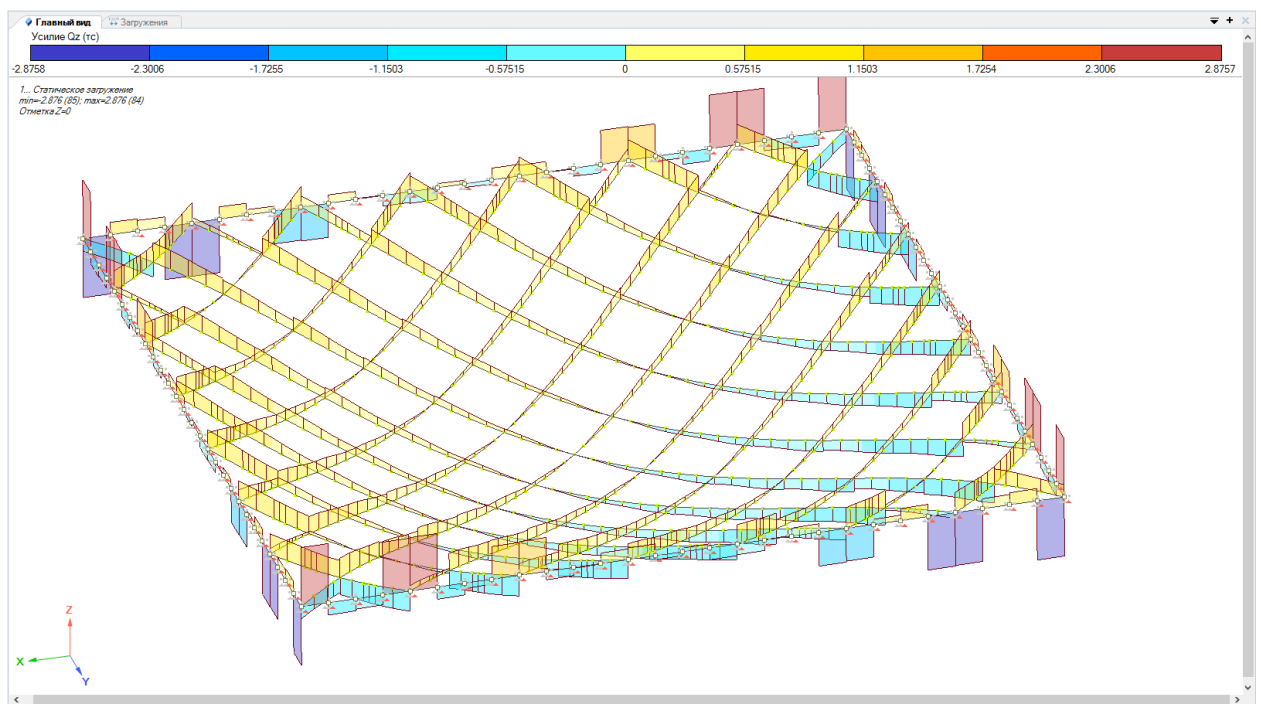 Главный вид Загружения
Усилие Qz (тс)
-2.8758 -2.3006 -1.7255 -1.1503 -0.57515 0 0.57515 1.1503 1.7254 2.3006 2.8757
1... Статическое загружение
min=-2.876 (85); max=2.876 (84)
Отметка Z=0
Z
X
Y